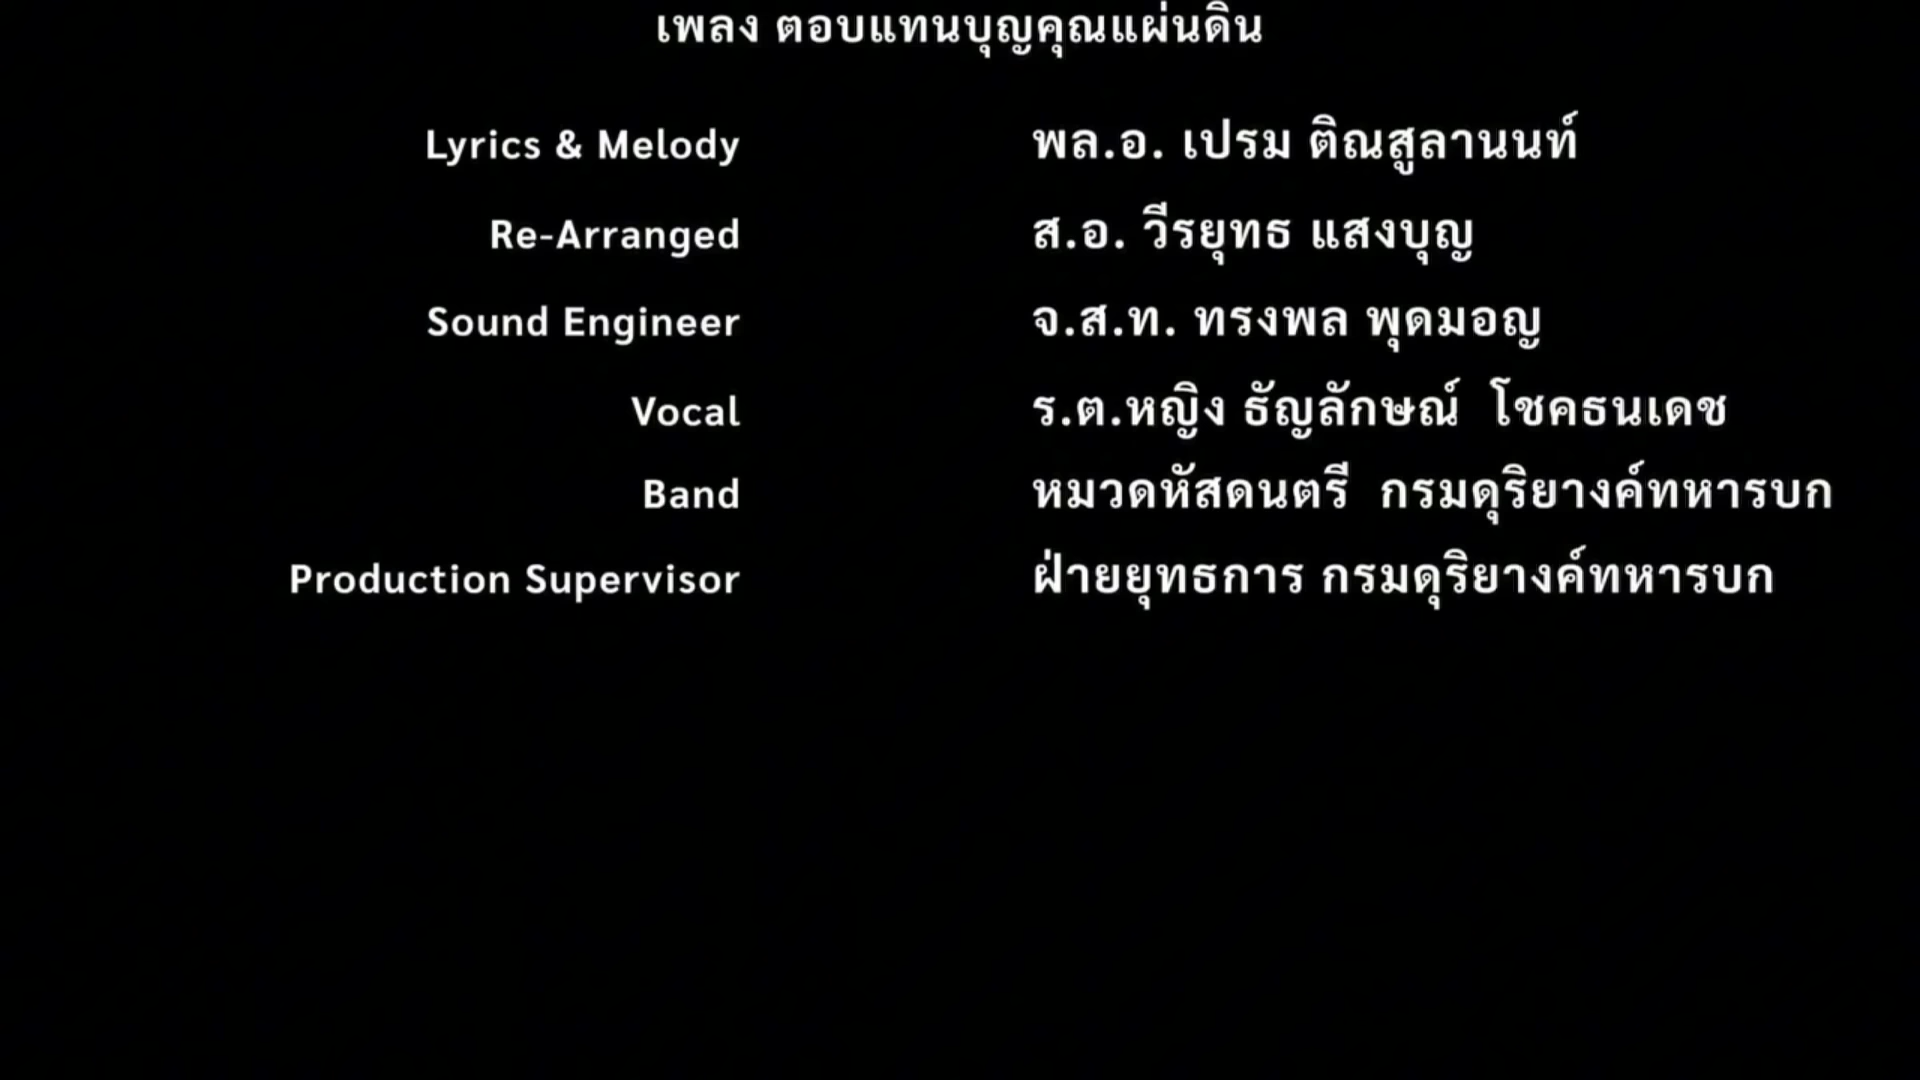 เพลง ตอบแทนบุญคุณแผ่นดิน
Lyrics & Melody พล.อ. เปรม ติณสูลานนท์
Re-Arranged ส.อ. วีรยุทธ แสงบุญ
Sound Engineer จ.ส.ท. ทรงพล พุดมอญ
Vocal ร.ต.หญิง ธัญลักษณ์ โชคธนเดช
Band หมวดหัสดนตรี กรมดุริยางค์ทหารบก
Production Supervisor ฝ่ายยุทธการ กรมดุริยางค์ทหารบก